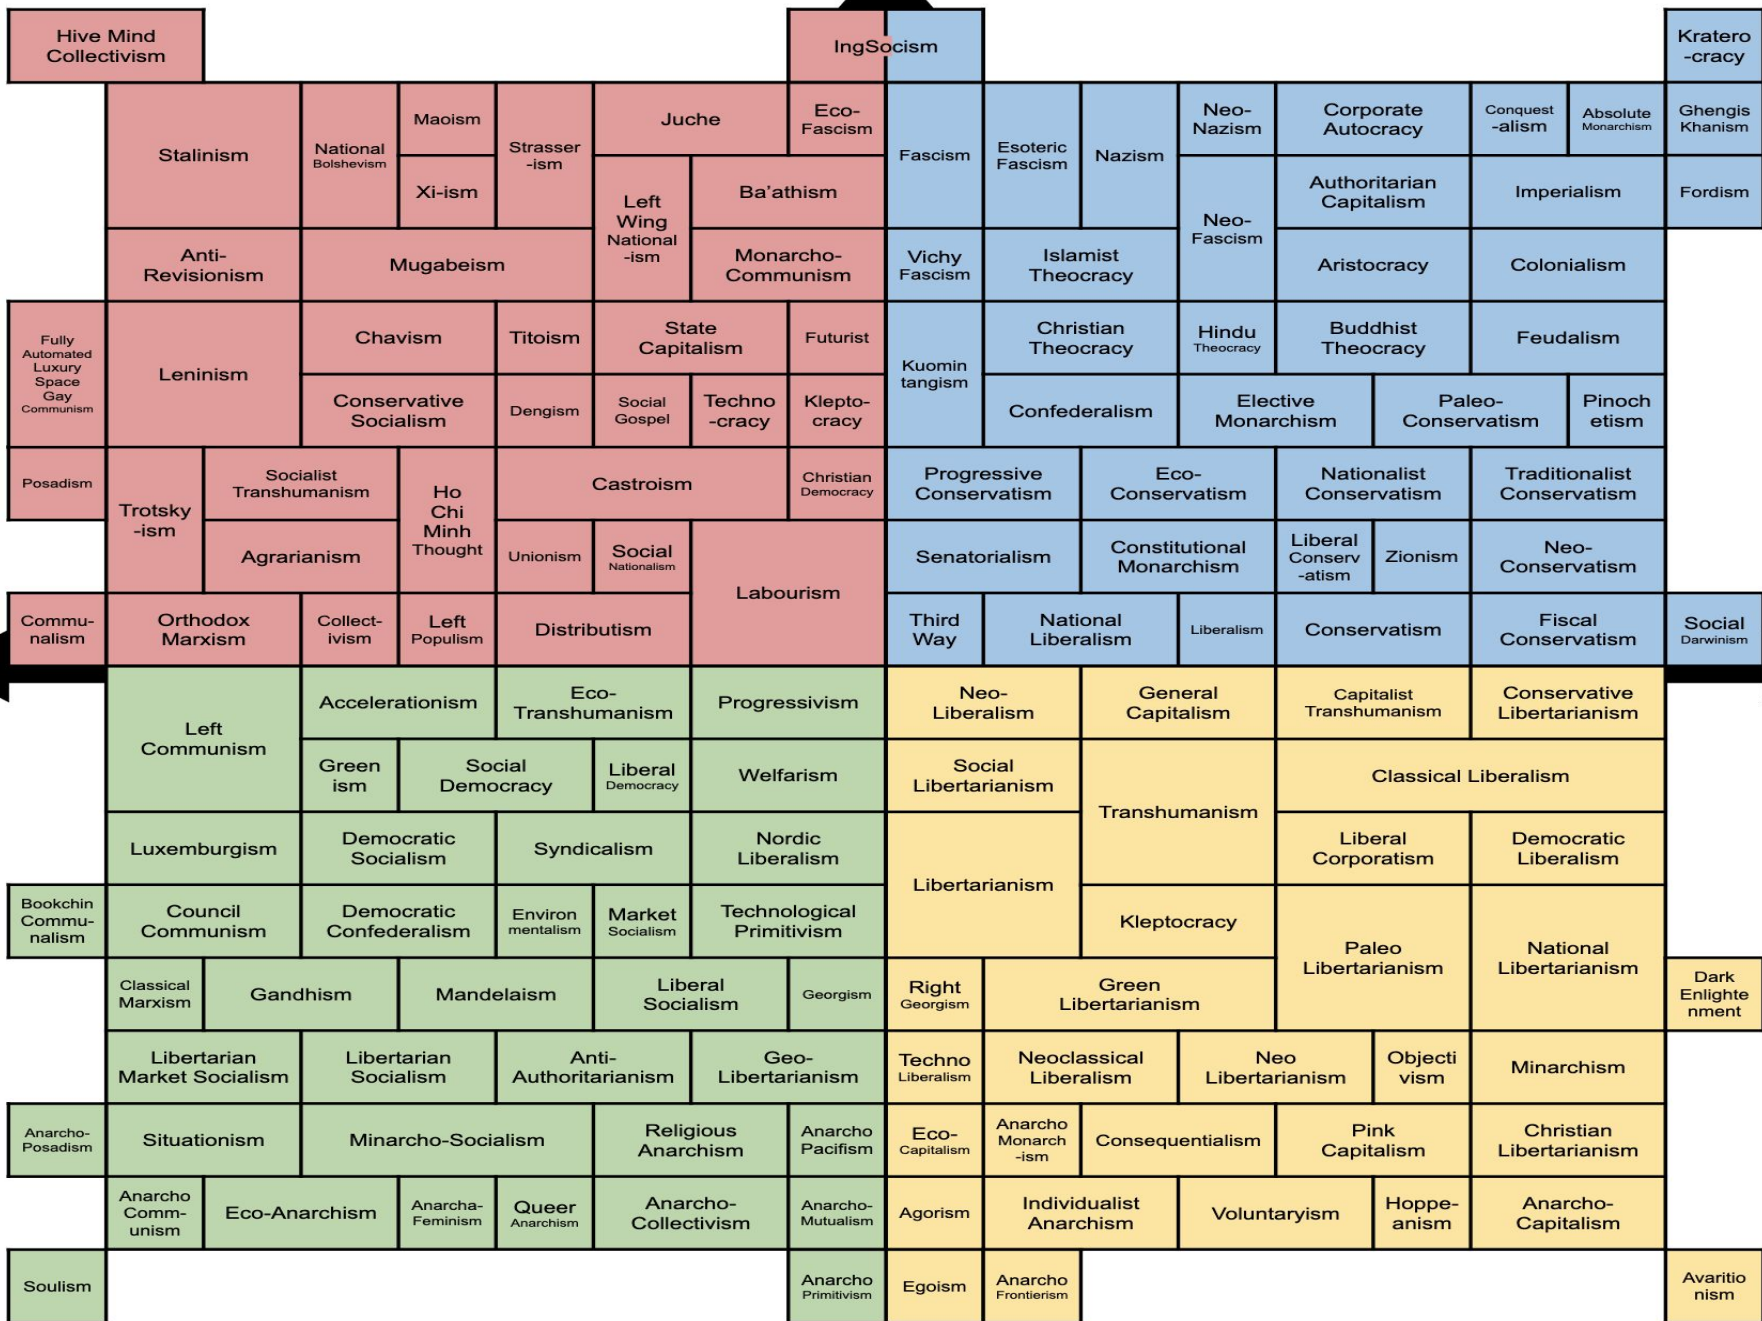 Hive Mind
Collectivism
IngSocism
Kratero
-cracy
Stalinism
National
Bolshevism
Maoism
Strasser
-ism
Juche
Eco-
Fascism
Fascism
Esoteric
Fascism
Nazism
Neo-
Nazism
Corporate
Autocracy
Conquest
-alism
Absolute
Monarchism
Ghengis
Khanism
Xi-ism
Left
Wing
National
-ism
Ba'athism
Neo-
Fascism
Authoritarian
Capitalism
Imperialism
Fordism
Anti-
Revisionism
Mugabeism
Monarcho-
Communism
Vichy
Fascism
Islamist
Theocracy
Aristocracy
Colonialism
Fully
Automated
Luxury
Space
Gay
Communism
Leninism
Chavism
Titoism
State
Capitalism
Futurist
Kuomin
tangism
Christian
Theocracy
Hindu
Theocracy
Buddhist
Theocracy
Feudalism
Conservative
Socialism
Dengism
Social
Gospel
Techno
-cracy
Klepto-
cracy
Confederalism
Elective
Monarchism
Paleo-
Conservatism
Pinoch
etism
Posadism
Trotsky
-ism
Socialist
Transhumanism
Ho
Chi
Minh
Thought
Castroism
Christian
Democracy
Progressive
Conservatism
Eco-
Conservatism
Nationalist
Conservatism
Traditionalist
Conservatism
Agrarianism
Unionism
Social
Nationalism
Labourism
Senatorialism
Constitutional
Monarchism
Liberal
Conserv
-atism
Zionism
Neo-
Conservatism
Commu-
nalism
Orthodox
Marxism
Collect-
ivism
Left
Populism
Distributism
Third
Way
National
Liberalism
Liberalism
Conservatism
Fiscal
Conservatism
Social
Darwinism
Left
Communism
Accelerationism
Eco-
Transhumanism
Progressivism
Neo-
Liberalism
General
Capitalism
Capitalist
Transhumanism
Conservative
Libertarianism
Green
ism
Social
Democracy
Liberal
Democracy
Welfarism
Social
Libertarianism
Transhumanism
Classical Liberalism
Luxemburgism
Democratic
Socialism
Syndicalism
Nordic
Liberalism
Libertarianism
Liberal
Corporatism
Democratic
Liberalism
Bookchin
Commu-
nalism
Council
Communism
Democratic
Confederalism
Environ
mentalism
Market
Socialism
Technological
Primitivism
Kleptocracy
Paleo
Libertarianism
National
Libertarianism
Classical
Marxism
Gandhism
Mandelaism
Liberal
Socialism
Georgism
Right
Georgism
Green
Libertarianism
Dark
Enlighte
nment
Libertarian
Market Socialism
Libertarian
Socialism
Anti-
Authoritarianism
Geo-
Libertarianism
Techno
Liberalism
Neoclassical
Liberalism
Neo
Libertarianism
Objecti
vism
Minarchism
Anarcho-
Posadism
Situationism
Minarcho-Socialism
Religious
Anarchism
Anarcho
Pacifism
Eco-
Capitalism
Anarcho
Monarch
-ism
Consequentialism
Pink
Capitalism
Christian
Libertarianism
Anarcho
Comm-
unism
Eco-Anarchism
Anarcha-
Feminism
Queer
Anarchism
Anarcho-
Collectivism
Anarcho-
Mutualism
Agorism
Individualist
Anarchism
Voluntaryism
Hoppe-
anism
Anarcho-
Capitalism
Soulism
Anarcho
Primitivism
Egoism
Anarcho
Frontierism
Avaritio
nism